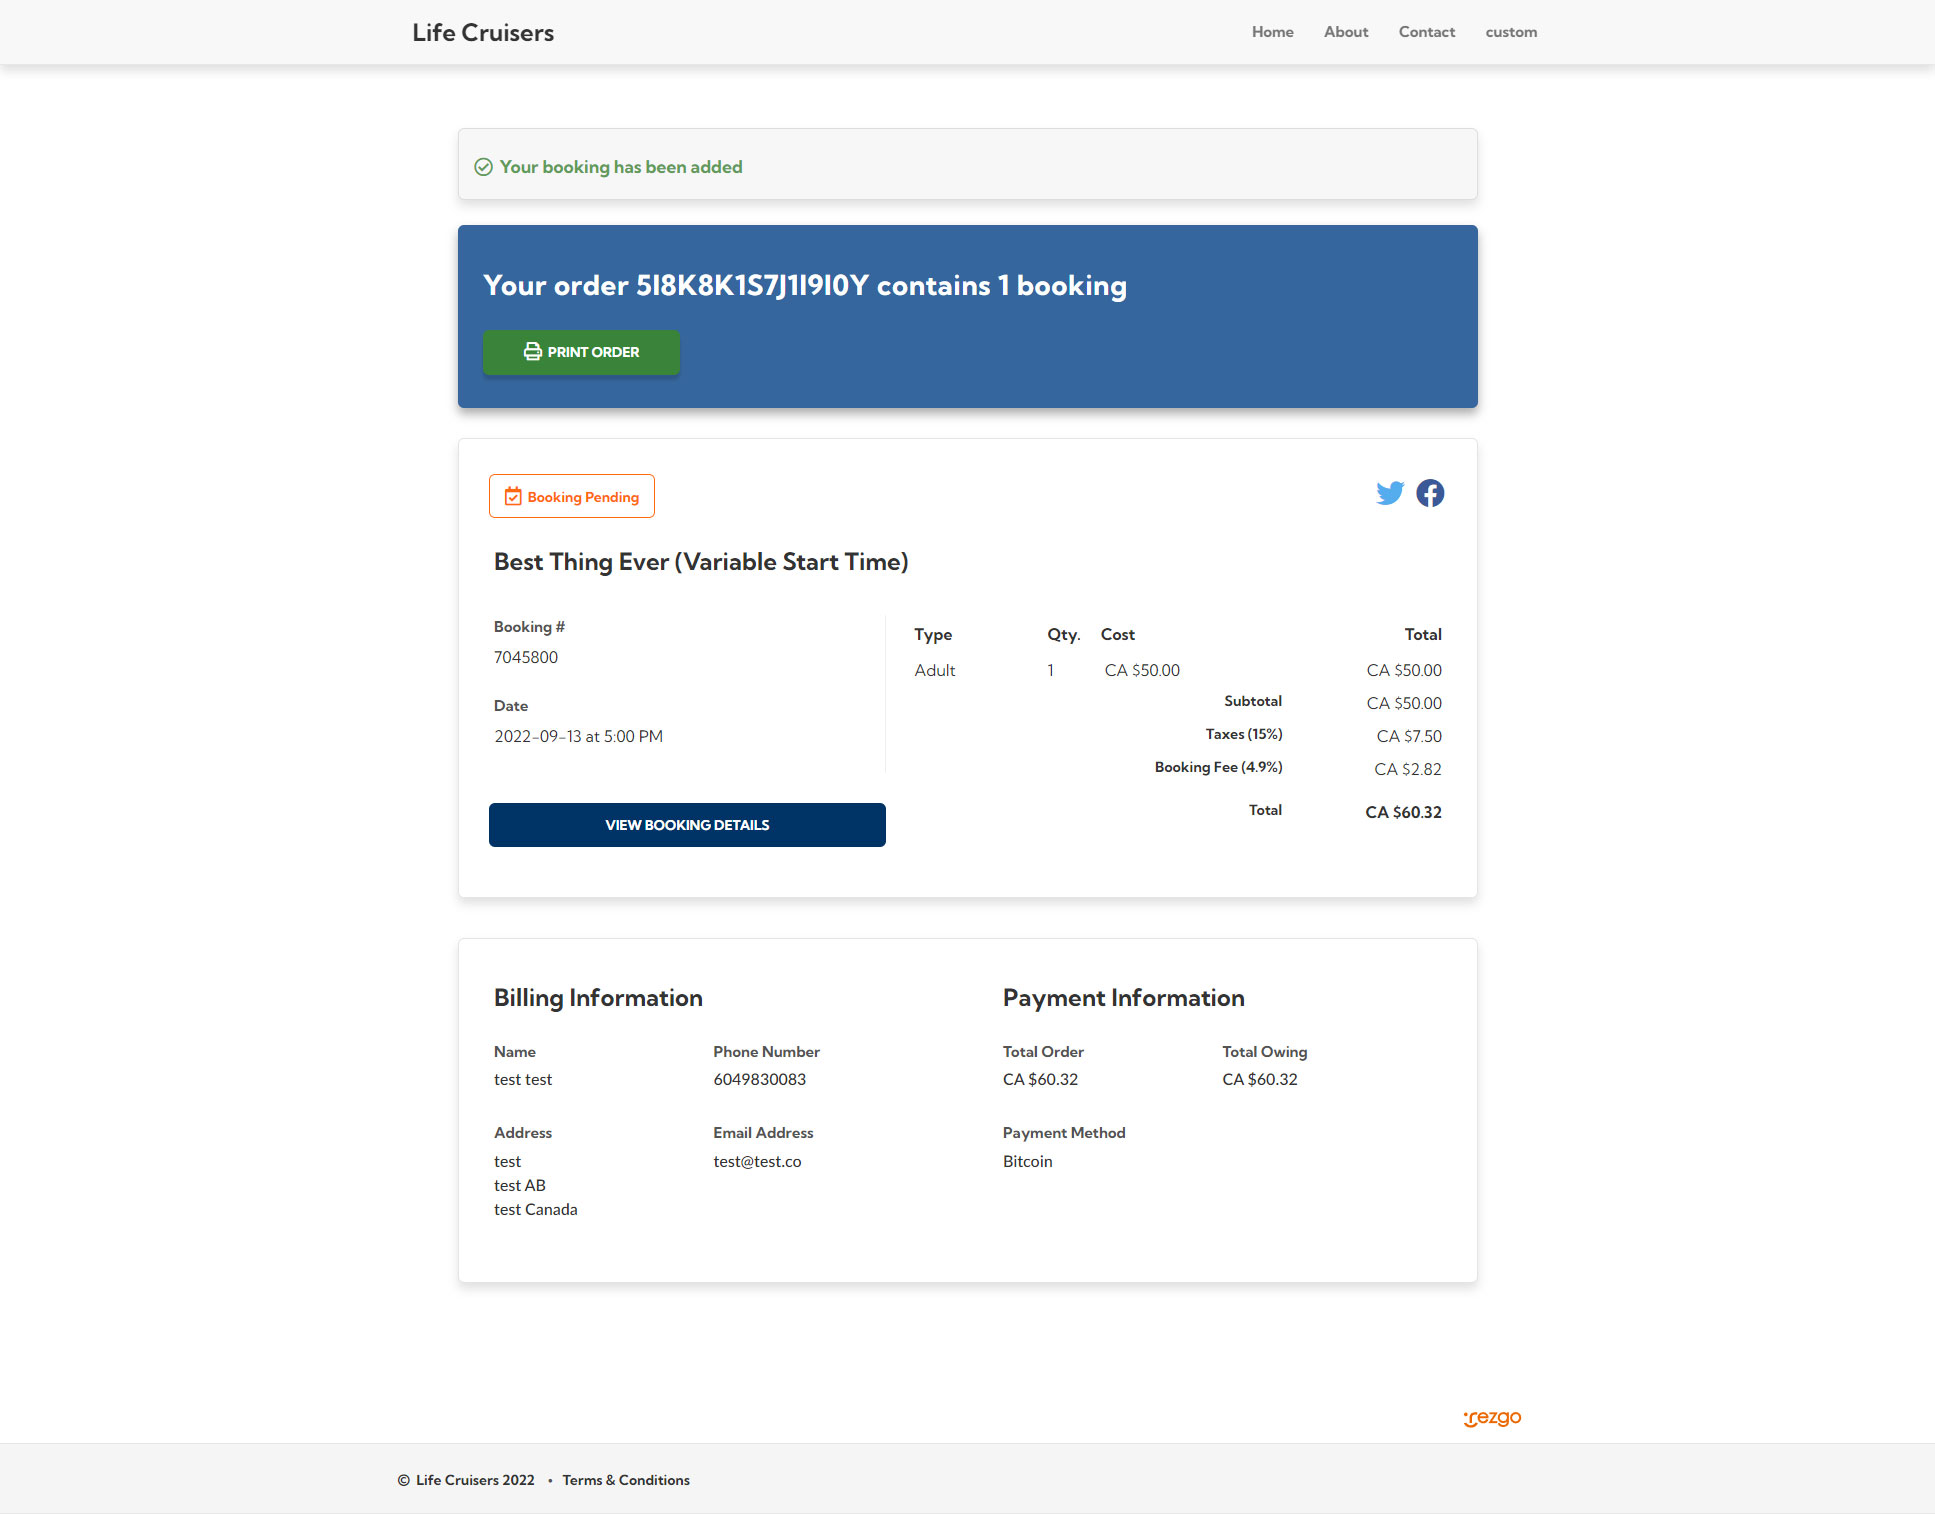 Life Cruisers
Home About Contact custom
Your booking has been added
Your order 5I8K8K1S7J1I9I0Y contains 1 booking
PRINT ORDER
Booking Pending
Best Thing Ever (Variable Start Time)
Booking #
7045800
Date
2022-09-13 at 5:00 PM
VIEW BOOKING DETAILS
Type Qty. Cost Total
Adult 1 CA $50.00 CA $50.00
Subtotal CA $50.00
Taxes (15%) CA $7.50
Booking Fee (4.9%) CA $2.82
Total CA $60.32
Billing Information
Name
test test
Phone Number
6049830083
Address
test
test AB
test Canada
Email Address
test@test.co
Payment Information
Total Order
CA $60.32
Total Owing
CA $60.32
Payment Method
Bitcoin
rezgo
© Life Cruisers 2022 • Terms & Conditions